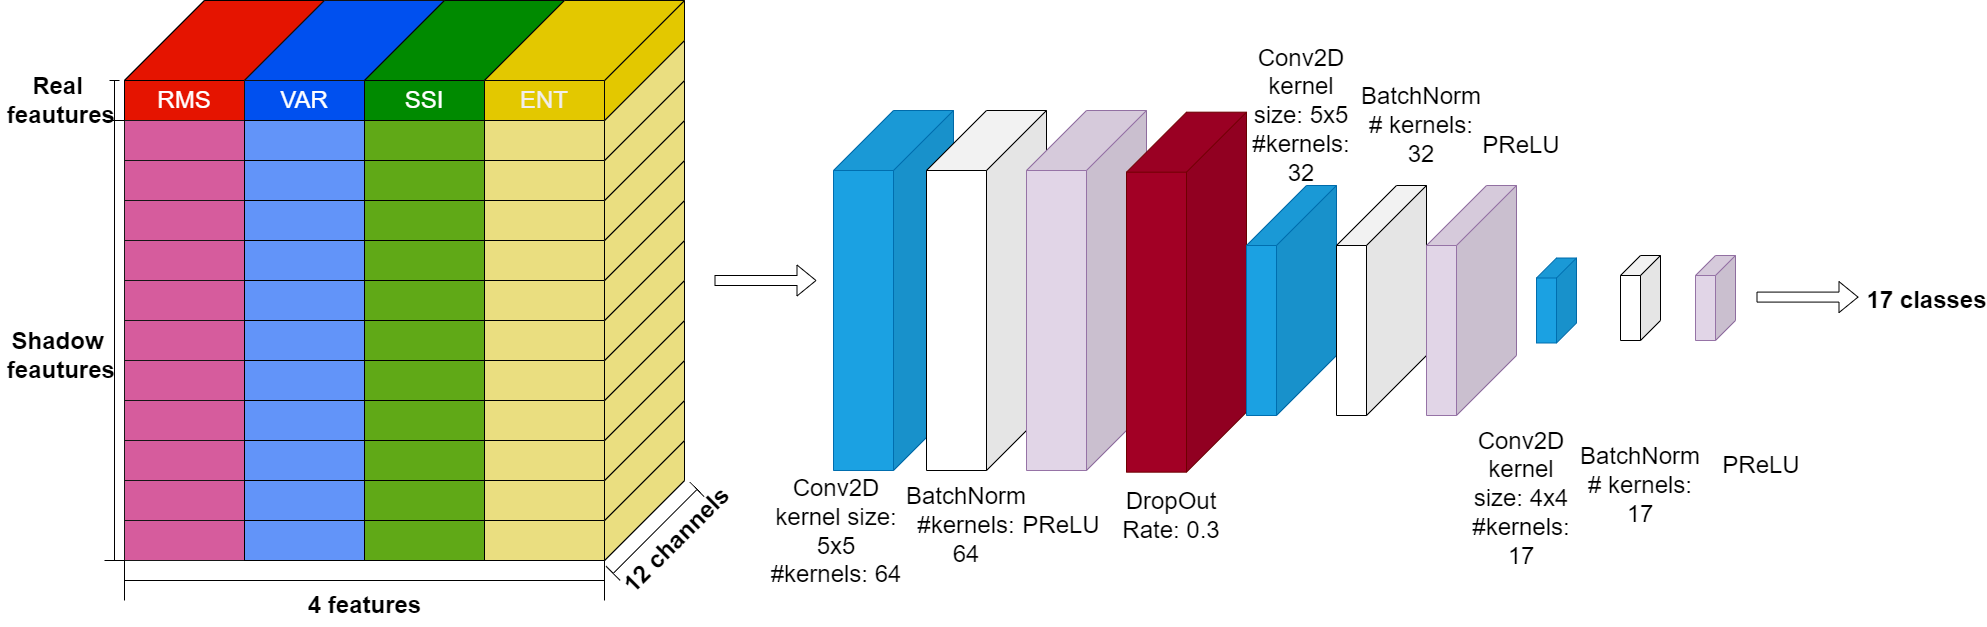 Real
feautures
RMS
VAR
SSI
ENT
Shadow
feautures
4 features
12 channels
Conv2D
kernel size:
5x5
#kernels: 64
BatchNorm
#kernels:
64
PReLU
DropOut
Rate: 0.3
Conv2D
kernel
size: 5x5
#kernels:
32
BatchNorm
# kernels:
32
PReLU
Conv2D
kernel
size: 4x4
#kernels:
17
BatchNorm
# kernels:
17
PReLU
17 classes